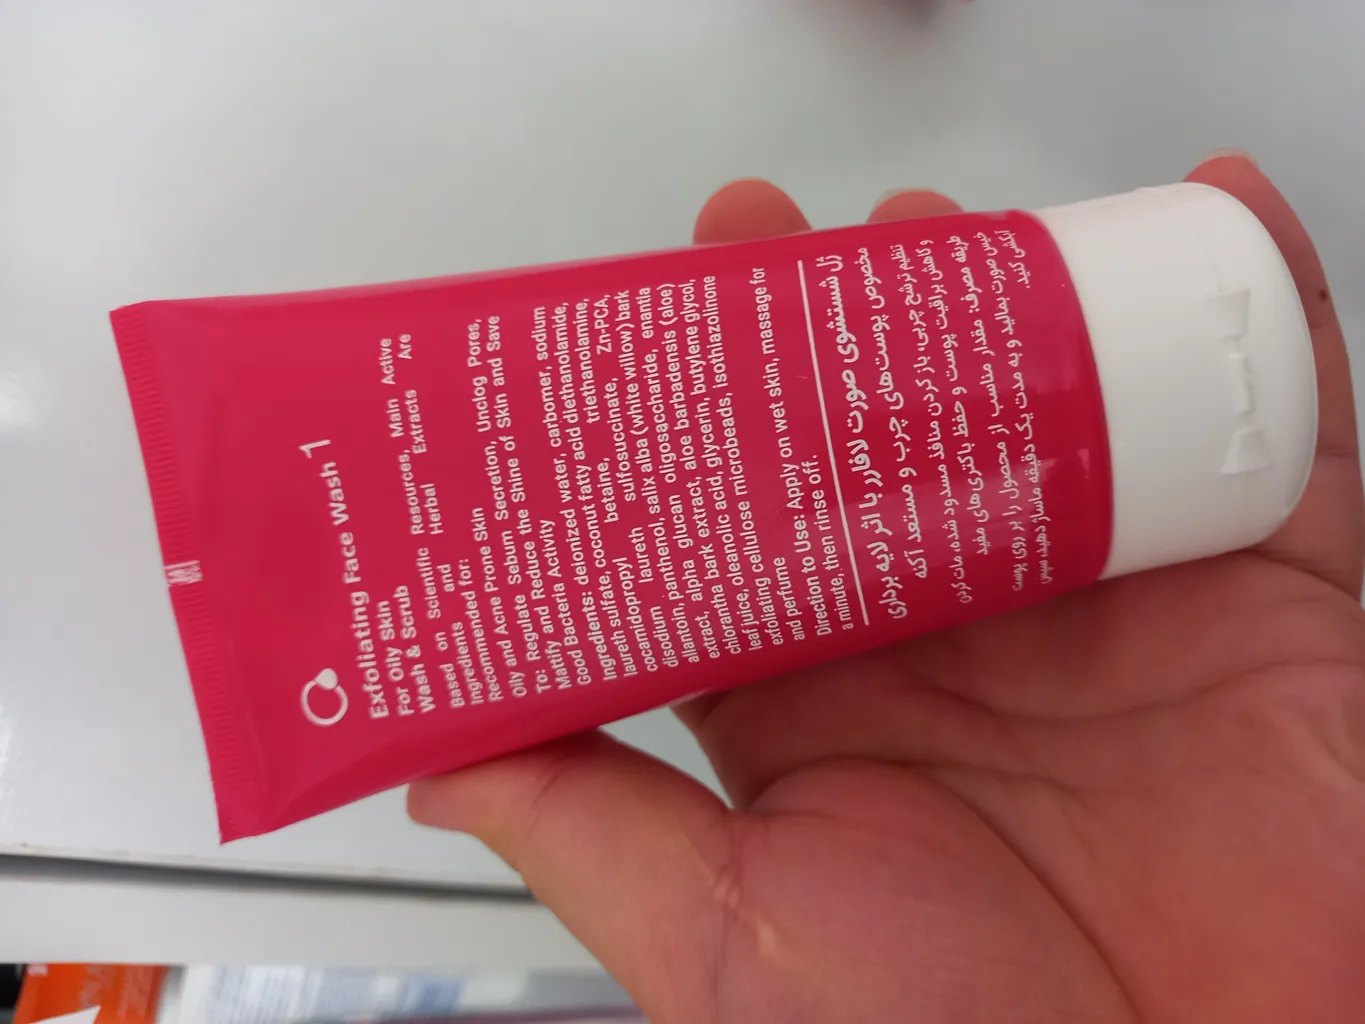 Exfoliating Face Wash 1
For Oily Skin
Wash & Scrub
Based on Scientific Resources, Main Active
Ingredients and Herbal Extracts Are
Recommended for:
Oily and Acne Prone Skin
To: Regulate Sebum Secretion, Unclog Pores,
Mattify and Reduce the Shine of Skin and Save
Good Bacteria Activity
Ingredients: deionized water, carbomer, sodium
laureth sulfate, coconut fatty acid diethanolamide,
cocamidopropyl betaine, triethanolamine,
disodium laureth sulfosuccinate, Zn-PCA,
allantoin, panthenol, salix alba (white willow) bark
extract, alpha glucan oligosaccharide, enantia
chlorantha bark extract, aloe barbadensis (aloe)
leaf juice, oleanolic acid, glycerin, butylene glycol,
exfoliating cellulose microbeads, isothiazolinone
and perfume
Direction to Use: Apply on wet skin, massage for
a minute, then rinse off.
ژل شستشوی صورت لافارر با اثر لایه برداری
مخصوص پوست‌های چرب و مستعد آکنه
تنظیم ترشح چربی، باز کردن منافذ مسدود شده، مات کردن
و کاهش براقیت پوست و حفظ باکتری‌های مفید
طریقه مصرف: مقدار مناسب از محصول را بر روی پوست
خیس صورت بمالید و به مدت یک دقیقه ماساژ دهید، سپس
آبکشی کنید.